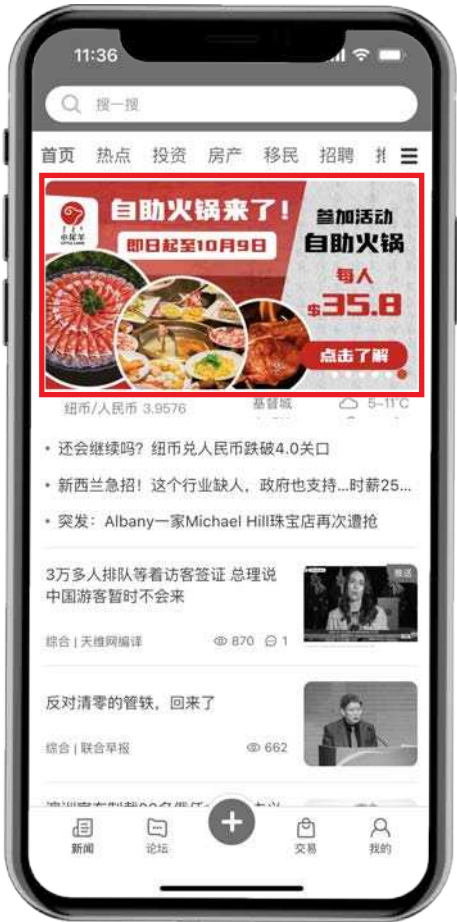 11:36
搜一搜
首页 热点 投资 房产 移民 招聘
自助火锅来了！
即日起至10月9日
小尾羊
参加活动
自助火锅
每人
$35.8
点击了解
纽币/人民币 3.9576 基督城 5-11°C
• 还会继续吗？纽币兑人民币跌破4.0关口
• 新西兰急招！这个行业缺人，政府也支持...时薪25...
• 突发：Albany一家Michael Hill珠宝店再次遭抢
3万多人排队等着访客签证 总理说
中国游客暂时不会来
综合 | 天维网编译 870 1
推送
反对清零的管轶，回来了
综合 | 联合早报 662
新闻 论坛 交易 我的